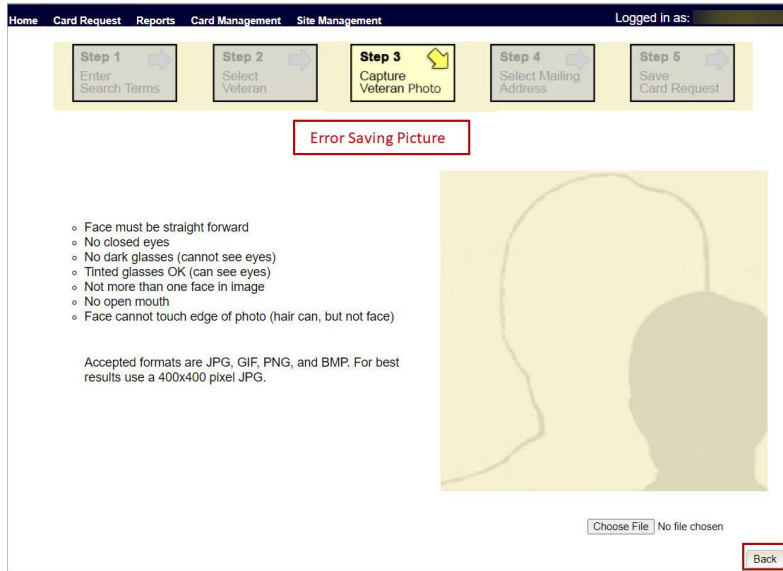 Home Card Request Reports Card Management Site Management Logged in as:
Step 1 Step 2 Step 3 Step 4 Step 5
Enter Select Capture Select Mailing Save
Search Terms Veteran Veteran Photo Address Card Request
Error Saving Picture
Face must be straight forward
No closed eyes
No dark glasses (cannot see eyes)
Tinted glasses OK (can see eyes)
Not more than one face in image
No open mouth
Face cannot touch edge of photo (hair can, but not face)
Accepted formats are JPG, GIF, PNG, and BMP. For best
results use a 400x400 pixel JPG.
Choose File No file chosen
Back